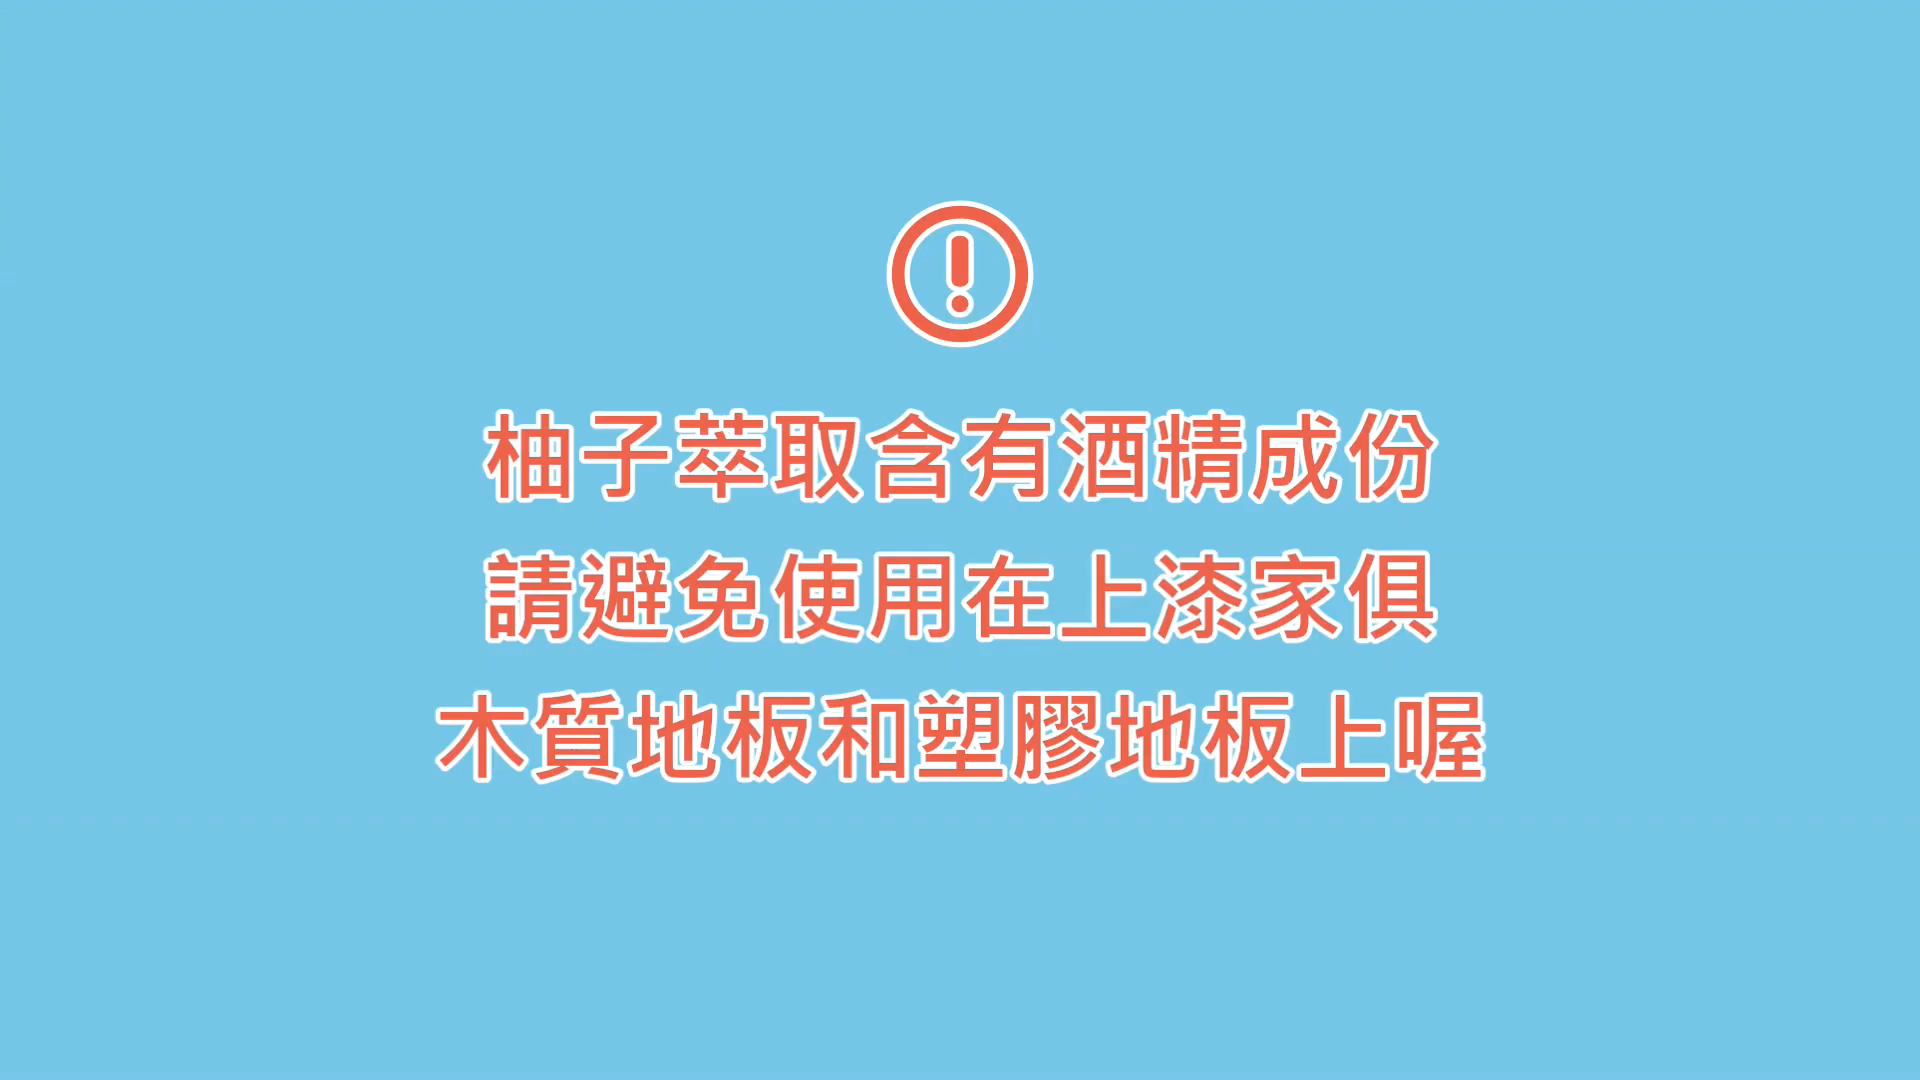 柚子萃取含有酒精成份
請避免使用在上漆家俱
木質地板和塑膠地板上喔